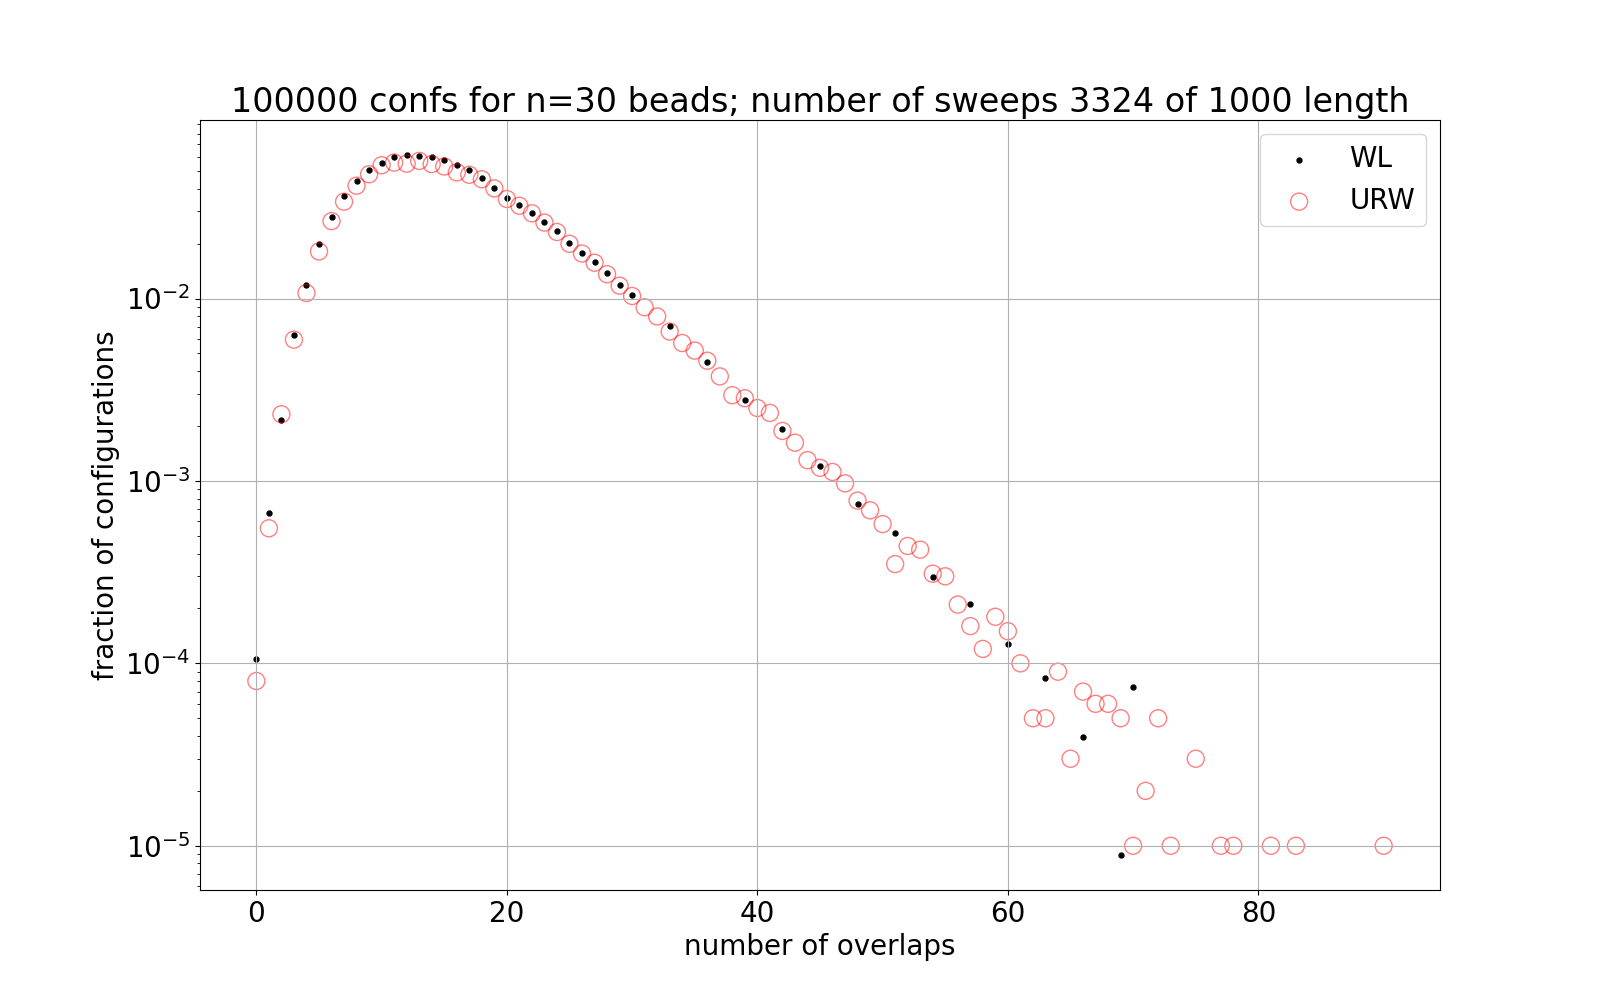 100000 confs for n=30 beads; number of sweeps 3324 of 1000 length
WL
URW
fraction of configurations
10⁻²
10⁻³
10⁻⁴
10⁻⁵
0 20 40 60 80
number of overlaps